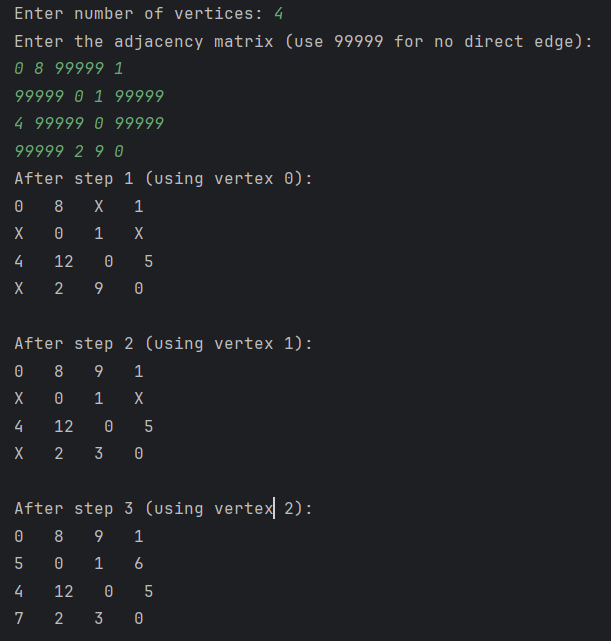 Enter number of vertices: 4
Enter the adjacency matrix (use 99999 for no direct edge):
0 8 99999 1
99999 0 1 99999
4 99999 0 99999
99999 2 9 0
After step 1 (using vertex 0):
0   8   X   1
X   0   1   X
4   12   0   5
X   2   9   0
After step 2 (using vertex 1):
0   8   9   1
X   0   1   X
4   12   0   5
X   2   3   0
After step 3 (using vertex 2):
0   8   9   1
5   0   1   6
4   12   0   5
7   2   3   0